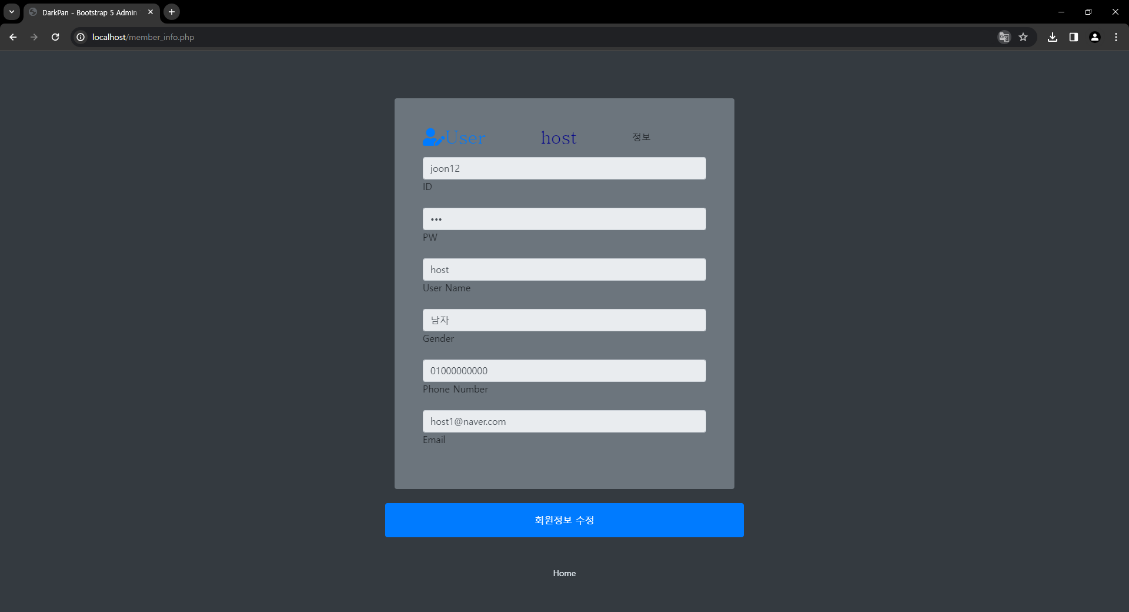 DarkPan - Bootstrap 5 Admin
localhost/member_info.php
User host 정보
joon12
ID
•••
PW
host
User Name
남자
Gender
01000000000
Phone Number
host1@naver.com
Email
회원정보 수정
Home